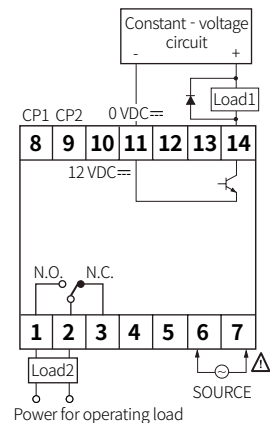 Constant - voltage
circuit
- +
Load1
CP1 CP2 0 VDC⎓
8 9 10 11 12 13 14
12 VDC⎓
N.O. N.C.
1 2 3 4 5 6 7
Load2
SOURCE
Power for operating load